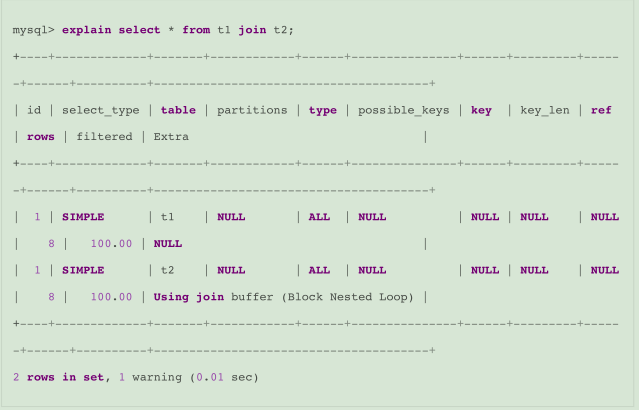 mysql> explain select * from t1 join t2;
+----+-------------+-------+------------+------+---------------+------+---------+-----
-+------+----------+---------------------------------------+
| id | select_type | table | partitions | type | possible_keys | key  | key_len | ref
| rows | filtered | Extra                                 |
+----+-------------+-------+------------+------+---------------+------+---------+-----
-+------+----------+---------------------------------------+
|  1 | SIMPLE      | t1    | NULL       | ALL  | NULL          | NULL | NULL    | NULL
|    8 |   100.00 | NULL                                  |
|  1 | SIMPLE      | t2    | NULL       | ALL  | NULL          | NULL | NULL    | NULL
|    8 |   100.00 | Using join buffer (Block Nested Loop) |
+----+-------------+-------+------------+------+---------------+------+---------+-----
-+------+----------+---------------------------------------+
2 rows in set, 1 warning (0.01 sec)